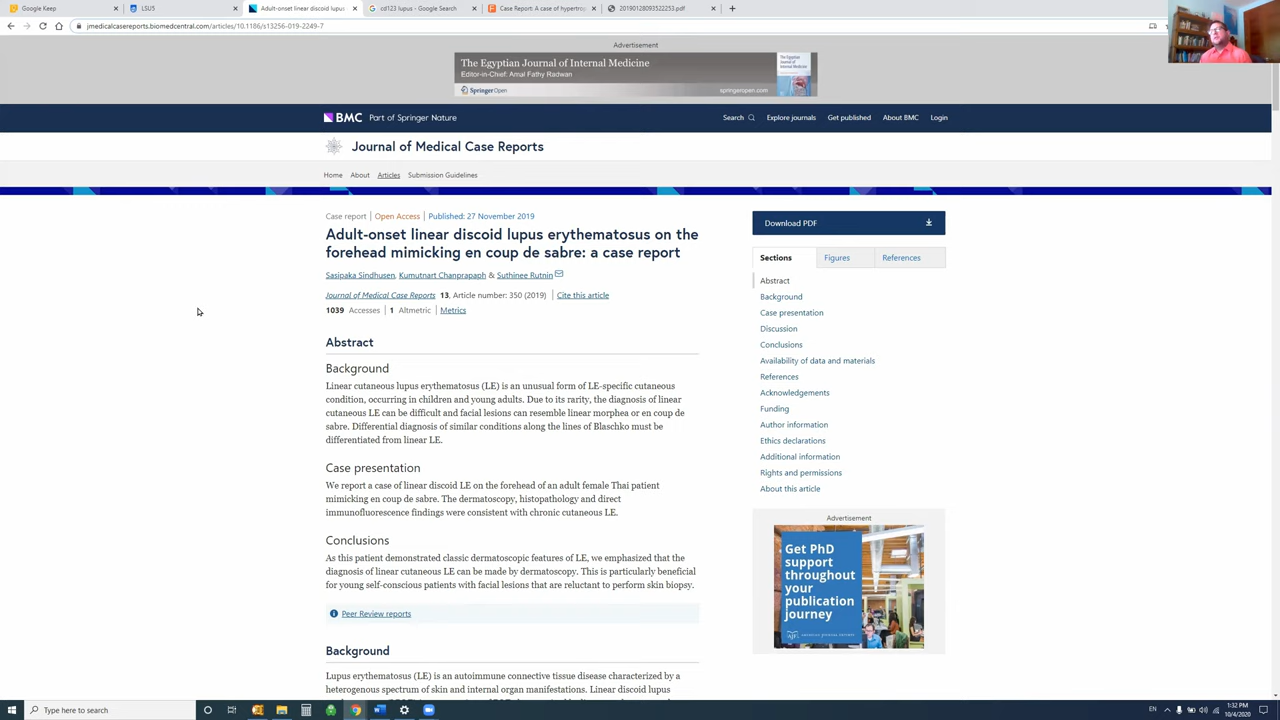 Google Keep
LSU5
Adult-onset linear discoid lupus
cd123 lupus - Google Search
Case Report: A case of hypertrop
20190128093522253.pdf
jmedicalcasereports.biomedcentral.com/articles/10.1186/s13256-019-2249-7
Advertisement
The Egyptian Journal of Internal Medicine
Editor-in-Chief: Amal Fathy Radwan
Springer Open
springeropen.com
BMC Part of Springer Nature
Search Explore journals Get published About BMC Login
Journal of Medical Case Reports
Home About Articles Submission Guidelines
Case report | Open Access | Published: 27 November 2019
Adult-onset linear discoid lupus erythematosus on the
forehead mimicking en coup de sabre: a case report
Sasipaka Sindhusen, Kumutnart Chanprapaph & Suthinee Rutnin
Journal of Medical Case Reports 13, Article number: 350 (2019) | Cite this article
1039 Accesses | 1 Altmetric | Metrics
Abstract
Background
Linear cutaneous lupus erythematosus (LE) is an unusual form of LE-specific cutaneous
condition, occurring in children and young adults. Due to its rarity, the diagnosis of linear
cutaneous LE can be difficult and facial lesions can resemble linear morphea or en coup de
sabre. Differential diagnosis of similar conditions along the lines of Blaschko must be
differentiated from linear LE.
Case presentation
We report a case of linear discoid LE on the forehead of an adult female Thai patient
mimicking en coup de sabre. The dermatoscopy, histopathology and direct
immunofluorescence findings were consistent with chronic cutaneous LE.
Conclusions
As this patient demonstrated classic dermatoscopic features of LE, we emphasized that the
diagnosis of linear cutaneous LE can be made by dermatoscopy. This is particularly beneficial
for young self-conscious patients with facial lesions that are reluctant to perform skin biopsy.
Peer Review reports
Background
Lupus erythematosus (LE) is an autoimmune connective tissue disease characterized by a
heterogenous spectrum of skin and internal organ manifestations. Linear discoid lupus
Download PDF
Sections Figures References
Abstract
Background
Case presentation
Discussion
Conclusions
Availability of data and materials
References
Acknowledgements
Funding
Author information
Ethics declarations
Additional information
Rights and permissions
About this article
Advertisement
Get PhD
support
throughout
your
publication
journey
AJE
Type here to search
EN
1:32 PM
10/4/2020